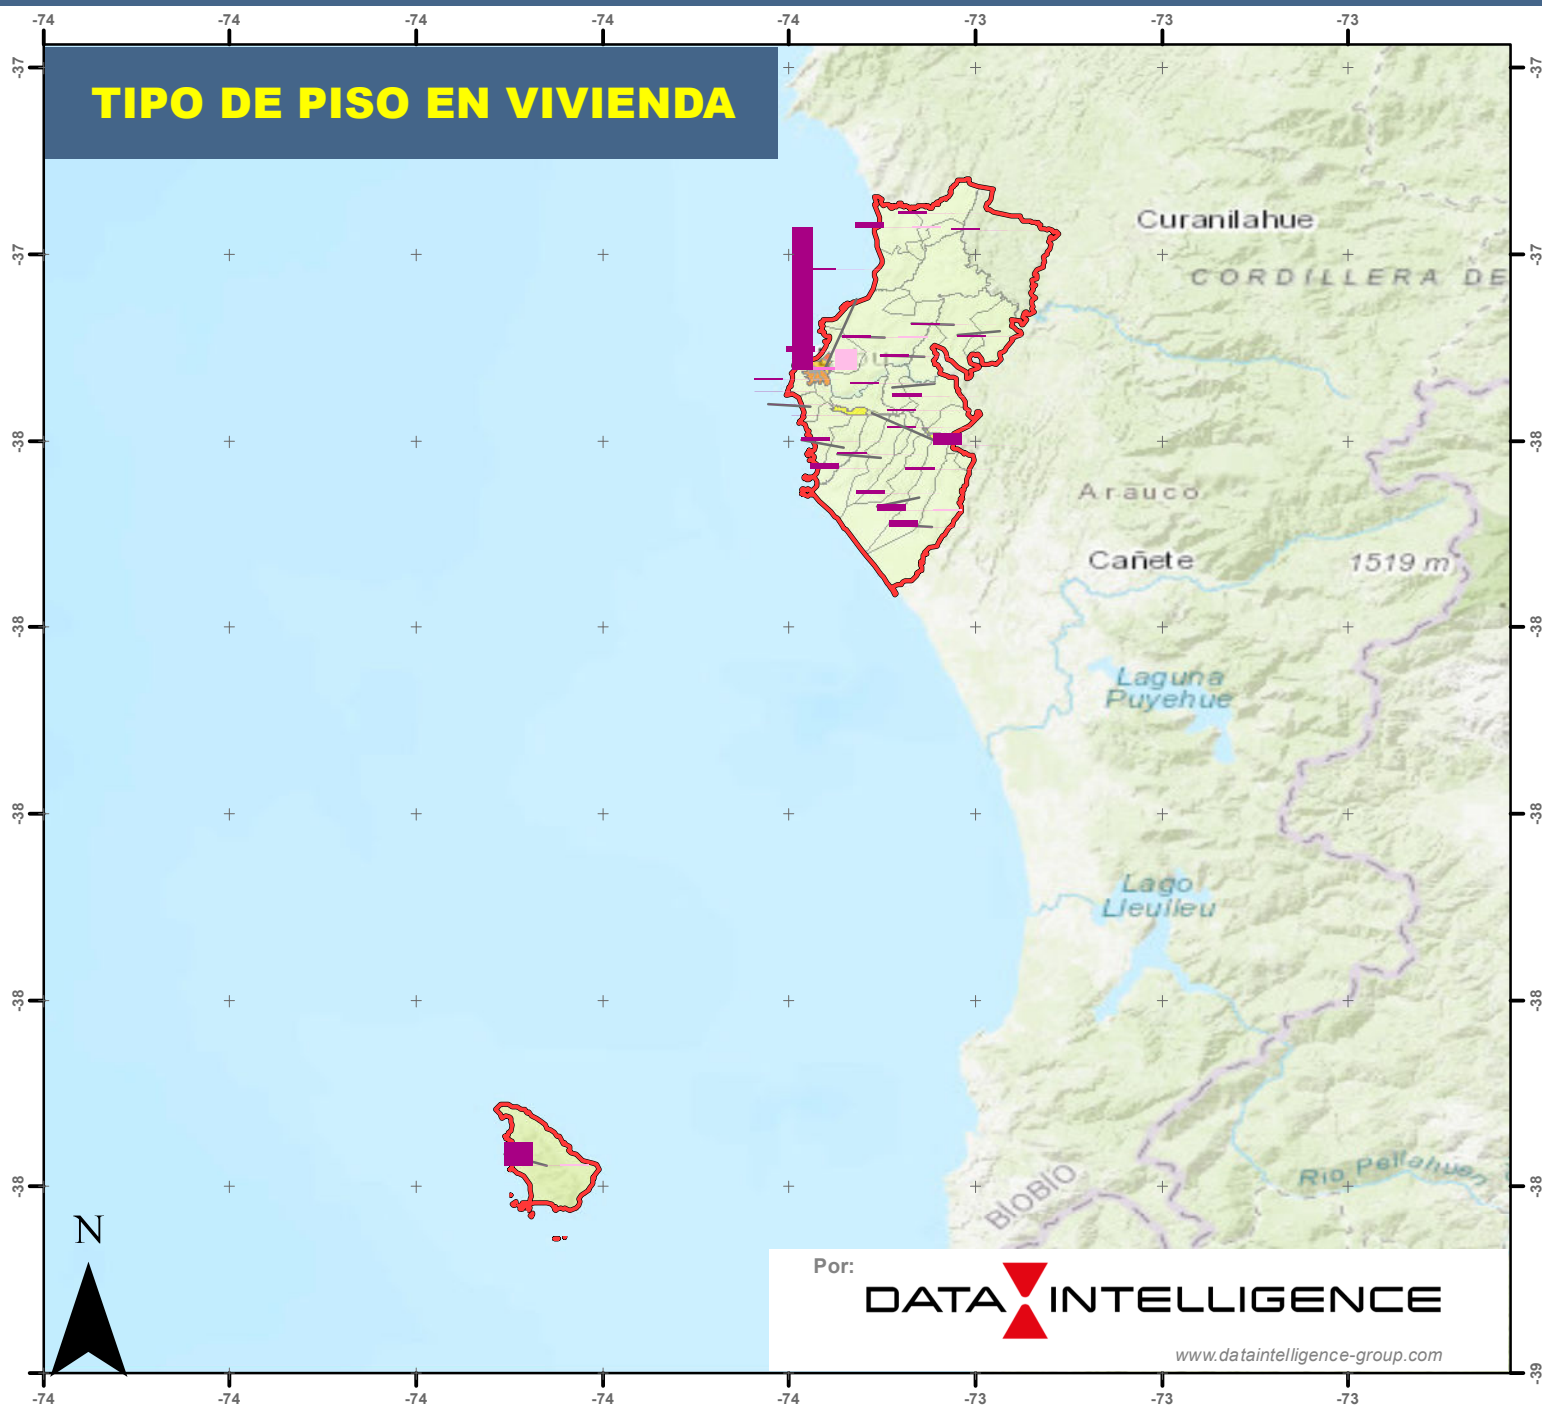 -74 -74 -74 -74 -74 -73 -73 -73
TIPO DE PISO EN VIVIENDA
-37
-37
-38
-38
-38
-38
-38
-37
-37
-38
-38
-38
-38
-38
-39
Curanilahue
CORDILLERA DE
Arauco
Cañete
1519 m
Laguna
Puyehue
Lago
Lleulleu
Rio Pellahuen
BIOBÍO
N
Por:
DATA INTELLIGENCE
www.dataintelligence-group.com
-74 -74 -74 -74 -74 -73 -73 -73